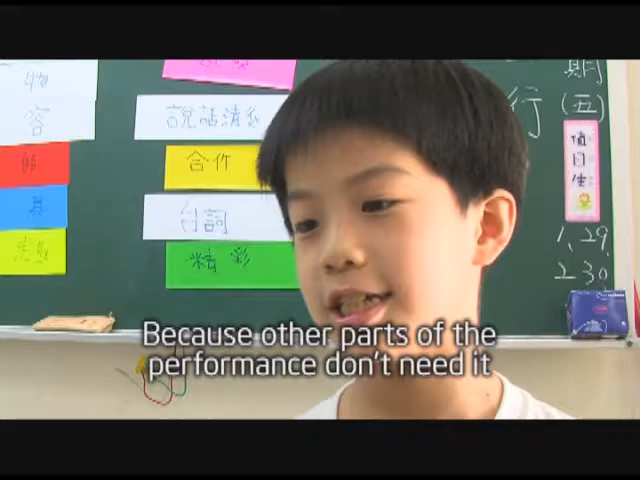 物
容
說話清楚
合作
台詞
精彩
期
(五)
行
值
日
生
1, 29
2 30
Because other parts of the
performance don't need it